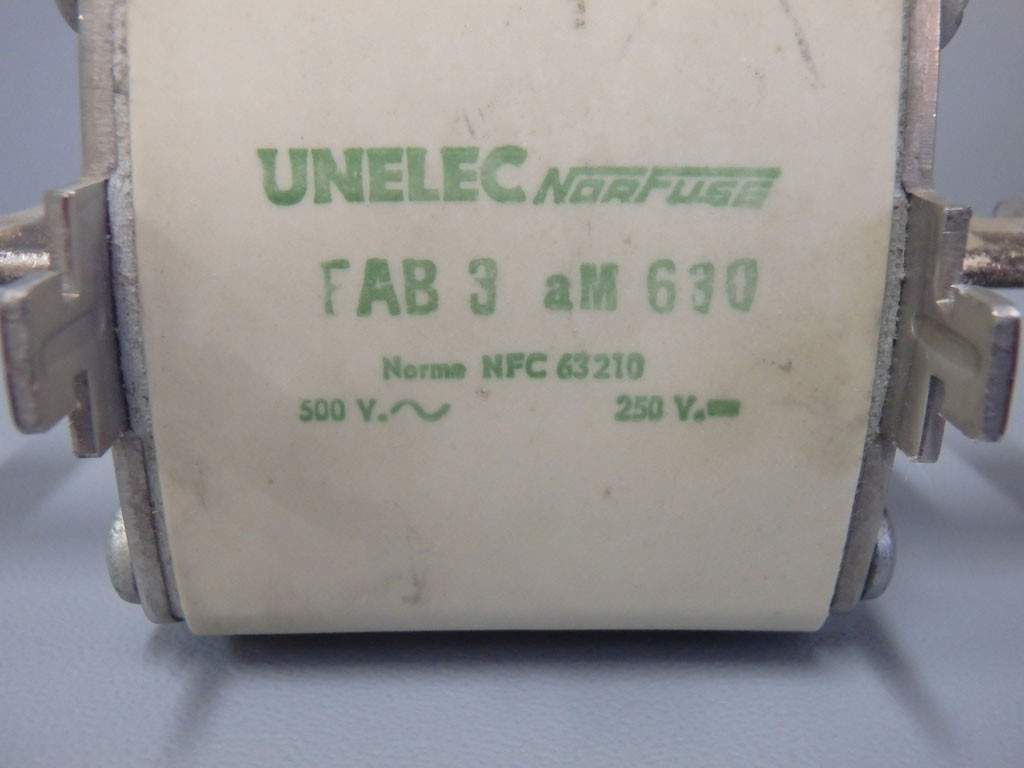 UNELEC NORFUSE
FAB 3 aM 630
Norme NFC 63210
500 V.~ 250 V.=